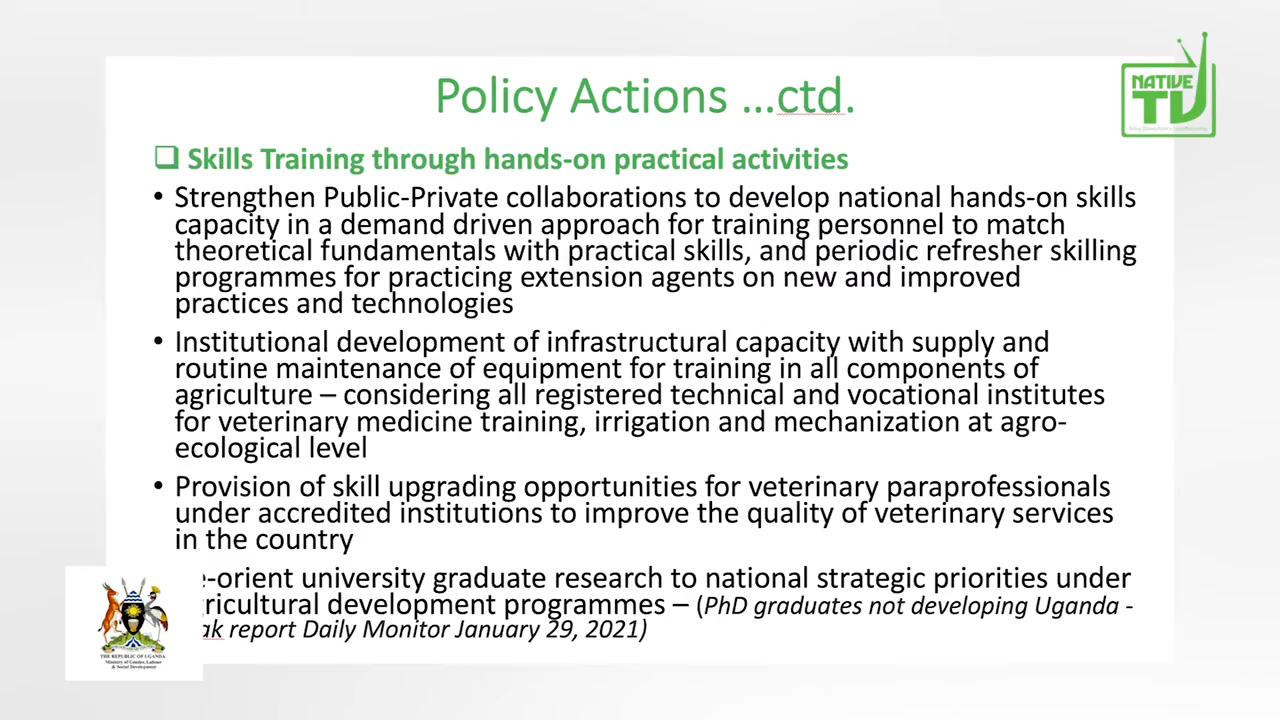 Policy Actions ...ctd.
NATIVE
TV
❑ Skills Training through hands-on practical activities
• Strengthen Public-Private collaborations to develop national hands-on skills
capacity in a demand driven approach for training personnel to match
theoretical fundamentals with practical skills, and periodic refresher skilling
programmes for practicing extension agents on new and improved
practices and technologies
• Institutional development of infrastructural capacity with supply and
routine maintenance of equipment for training in all components of
agriculture – considering all registered technical and vocational institutes
for veterinary medicine training, irrigation and mechanization at agro-
ecological level
• Provision of skill upgrading opportunities for veterinary paraprofessionals
under accredited institutions to improve the quality of veterinary services
in the country
e-orient university graduate research to national strategic priorities under
ricultural development programmes – (PhD graduates not developing Uganda -
ak report Daily Monitor January 29, 2021)
THE REPUBLIC OF UGANDA
Ministry of Gender, Labour
& Social Development